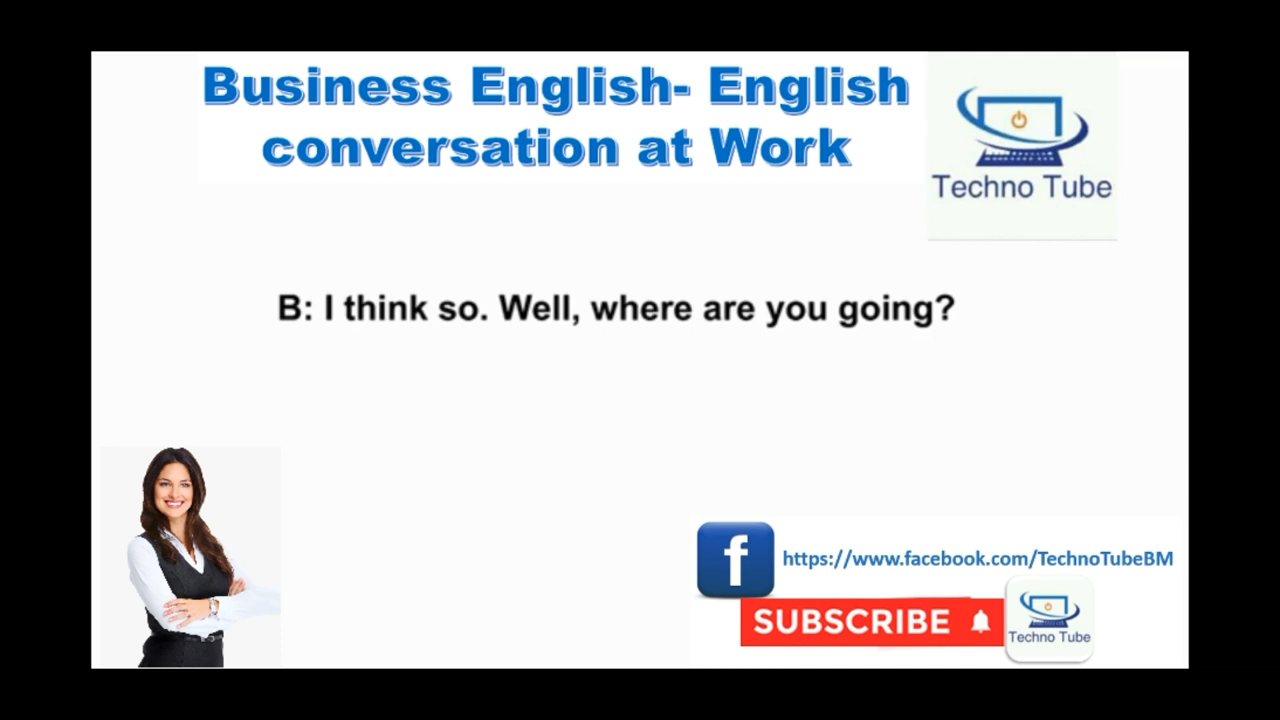 Business English- English
conversation at Work
Techno Tube
B: I think so. Well, where are you going?
f
https://www.facebook.com/TechnoTubeBM
SUBSCRIBE
Techno Tube